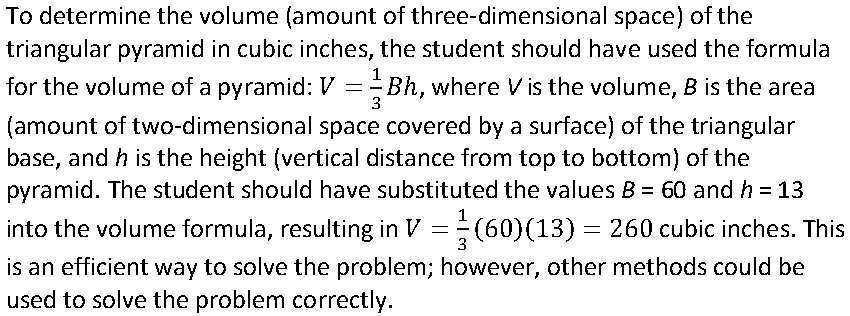 To determine the volume (amount of three-dimensional space) of the
triangular pyramid in cubic inches, the student should have used the formula
for the volume of a pyramid: V = 1/3 Bh, where V is the volume, B is the area
(amount of two-dimensional space covered by a surface) of the triangular
base, and h is the height (vertical distance from top to bottom) of the
pyramid. The student should have substituted the values B = 60 and h = 13
into the volume formula, resulting in V = 1/3 (60)(13) = 260 cubic inches. This
is an efficient way to solve the problem; however, other methods could be
used to solve the problem correctly.